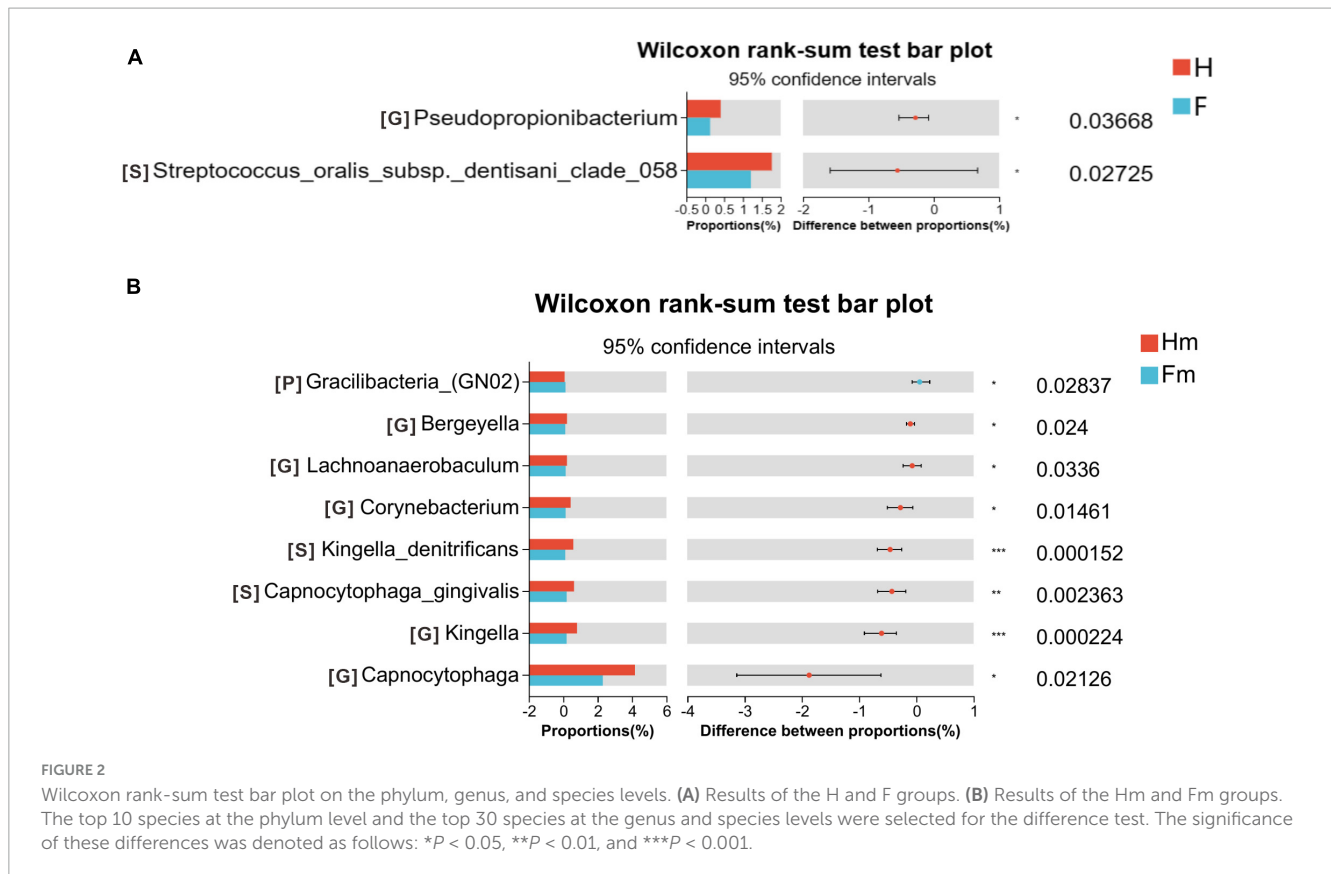 A
Wilcoxon rank-sum test bar plot
95% confidence intervals
H
F
[G] Pseudopropionibacterium
* 0.03668
[S] Streptococcus_oralis_subsp._dentisani_clade_058
* 0.02725
-0.5 0 0.5 1 1.5 2 -2 -1 0 1
Proportions(%) Difference between proportions(%)
B
Wilcoxon rank-sum test bar plot
95% confidence intervals
Hm
Fm
[P] Gracilibacteria_(GN02) * 0.02837
[G] Bergeyella * 0.024
[G] Lachnoanaerobaculum * 0.0336
[G] Corynebacterium * 0.01461
[S] Kingella_denitrificans *** 0.000152
[S] Capnocytophaga_gingivalis ** 0.002363
[G] Kingella *** 0.000224
[G] Capnocytophaga * 0.02126
-2 0 2 4 6 -4 -3 -2 -1 0 1
Proportions(%) Difference between proportions(%)
FIGURE 2
Wilcoxon rank-sum test bar plot on the phylum, genus, and species levels. (A) Results of the H and F groups. (B) Results of the Hm and Fm groups.
The top 10 species at the phylum level and the top 30 species at the genus and species levels were selected for the difference test. The significance
of these differences was denoted as follows: *P < 0.05, **P < 0.01, and ***P < 0.001.